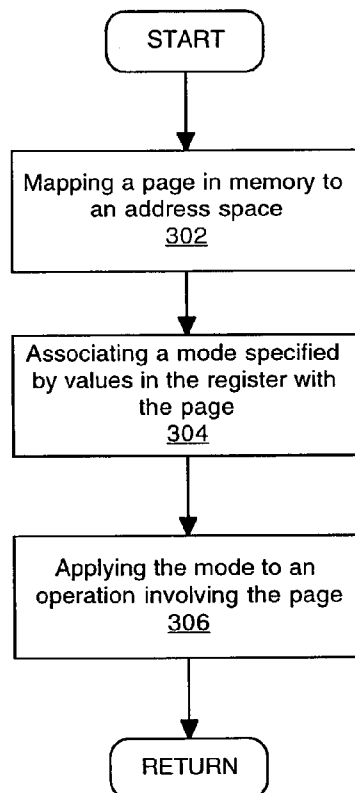 START
Mapping a page in memory to
an address space
302
Associating a mode specified
by values in the register with
the page
304
Applying the mode to an
operation involving the page
306
RETURN